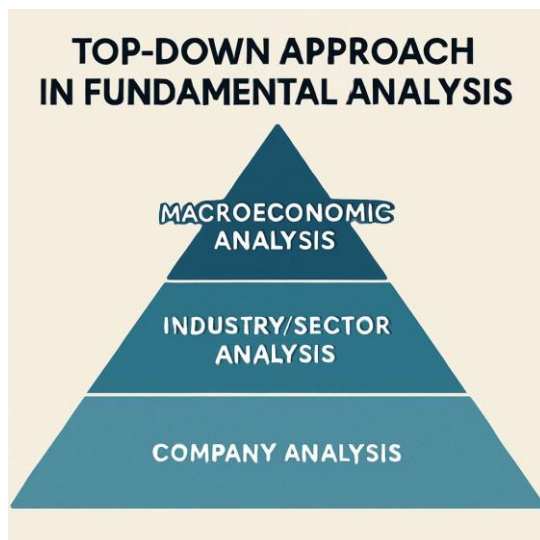 TOP-DOWN APPROACH
IN FUNDAMENTAL ANALYSIS
MACROECONOMIC
ANALYSIS
INDUSTRY/SECTOR
ANALYSIS
COMPANY ANALYSIS